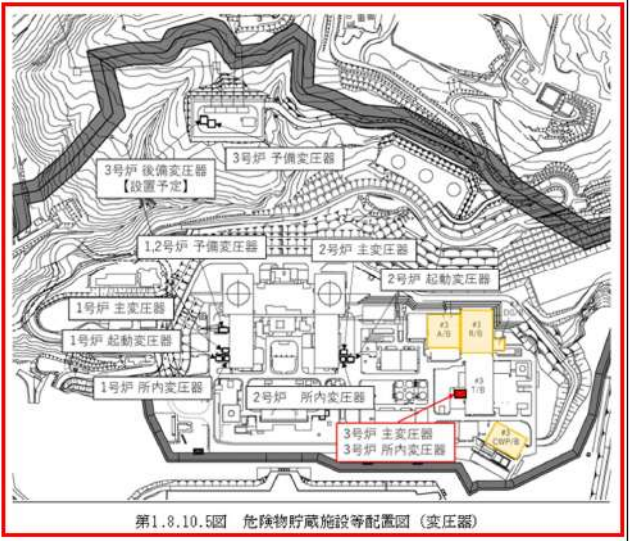 3号炉 予備変圧器
3号炉 後備変圧器
【設置予定】
1,2号炉 予備変圧器
2号炉 主変圧器
2号炉 起動変圧器
1号炉 主変圧器
1号炉 起動変圧器
1号炉 所内変圧器
2号炉 所内変圧器
#3
A/B
#3
R/B
#3
T/B
3号炉 主変圧器
3号炉 所内変圧器
#3
CWP/B
第1.8.10.5図 危険物貯蔵施設等配置図（変圧器）